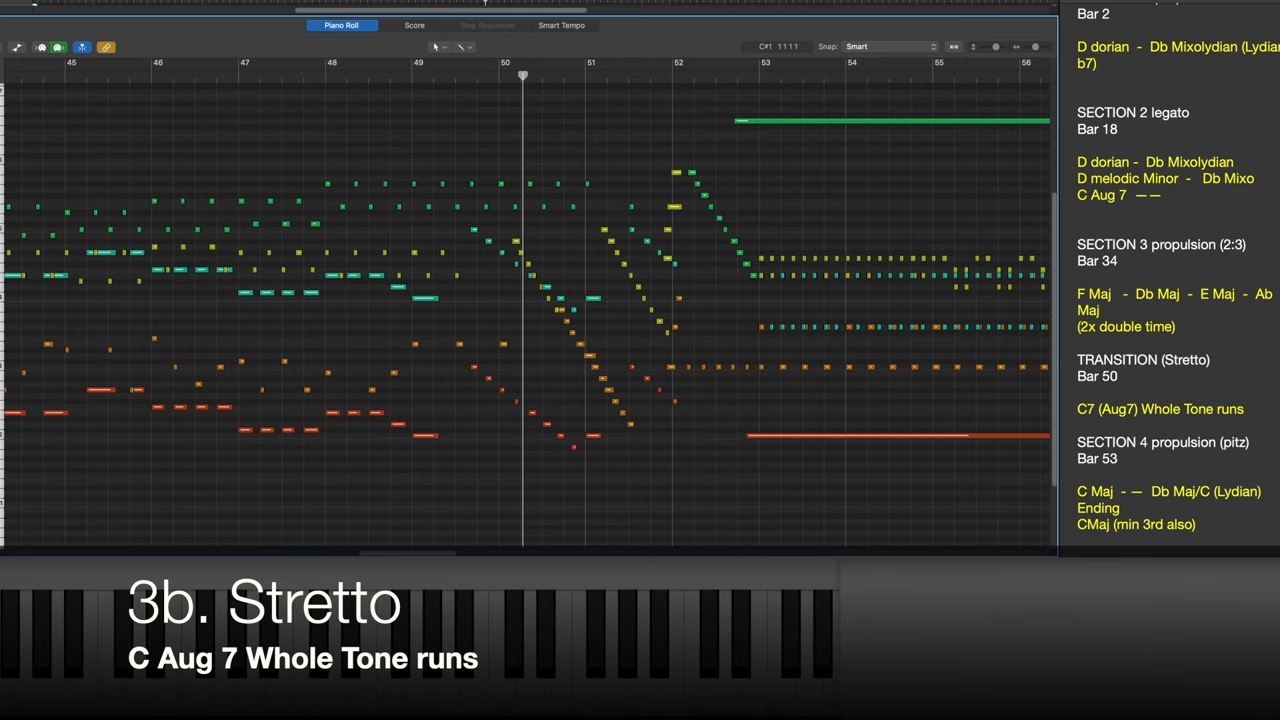 Piano Roll Score Step Sequencer Smart Tempo
C#1 1111 Snap: Smart
45 46 47 48 49 50 51 52 53 54 55 56
Bar 2
D dorian - Db Mixolydian (Lydian
b7)
SECTION 2 legato
Bar 18
D dorian - Db Mixolydian
D melodic Minor - Db Mixo
C Aug 7 — —
SECTION 3 propulsion (2:3)
Bar 34
F Maj - Db Maj - E Maj - Ab
Maj
(2x double time)
TRANSITION (Stretto)
Bar 50
C7 (Aug7) Whole Tone runs
SECTION 4 propulsion (pitz)
Bar 53
C Maj - — Db Maj/C (Lydian)
Ending
CMaj (min 3rd also)
3b. Stretto
C Aug 7 Whole Tone runs